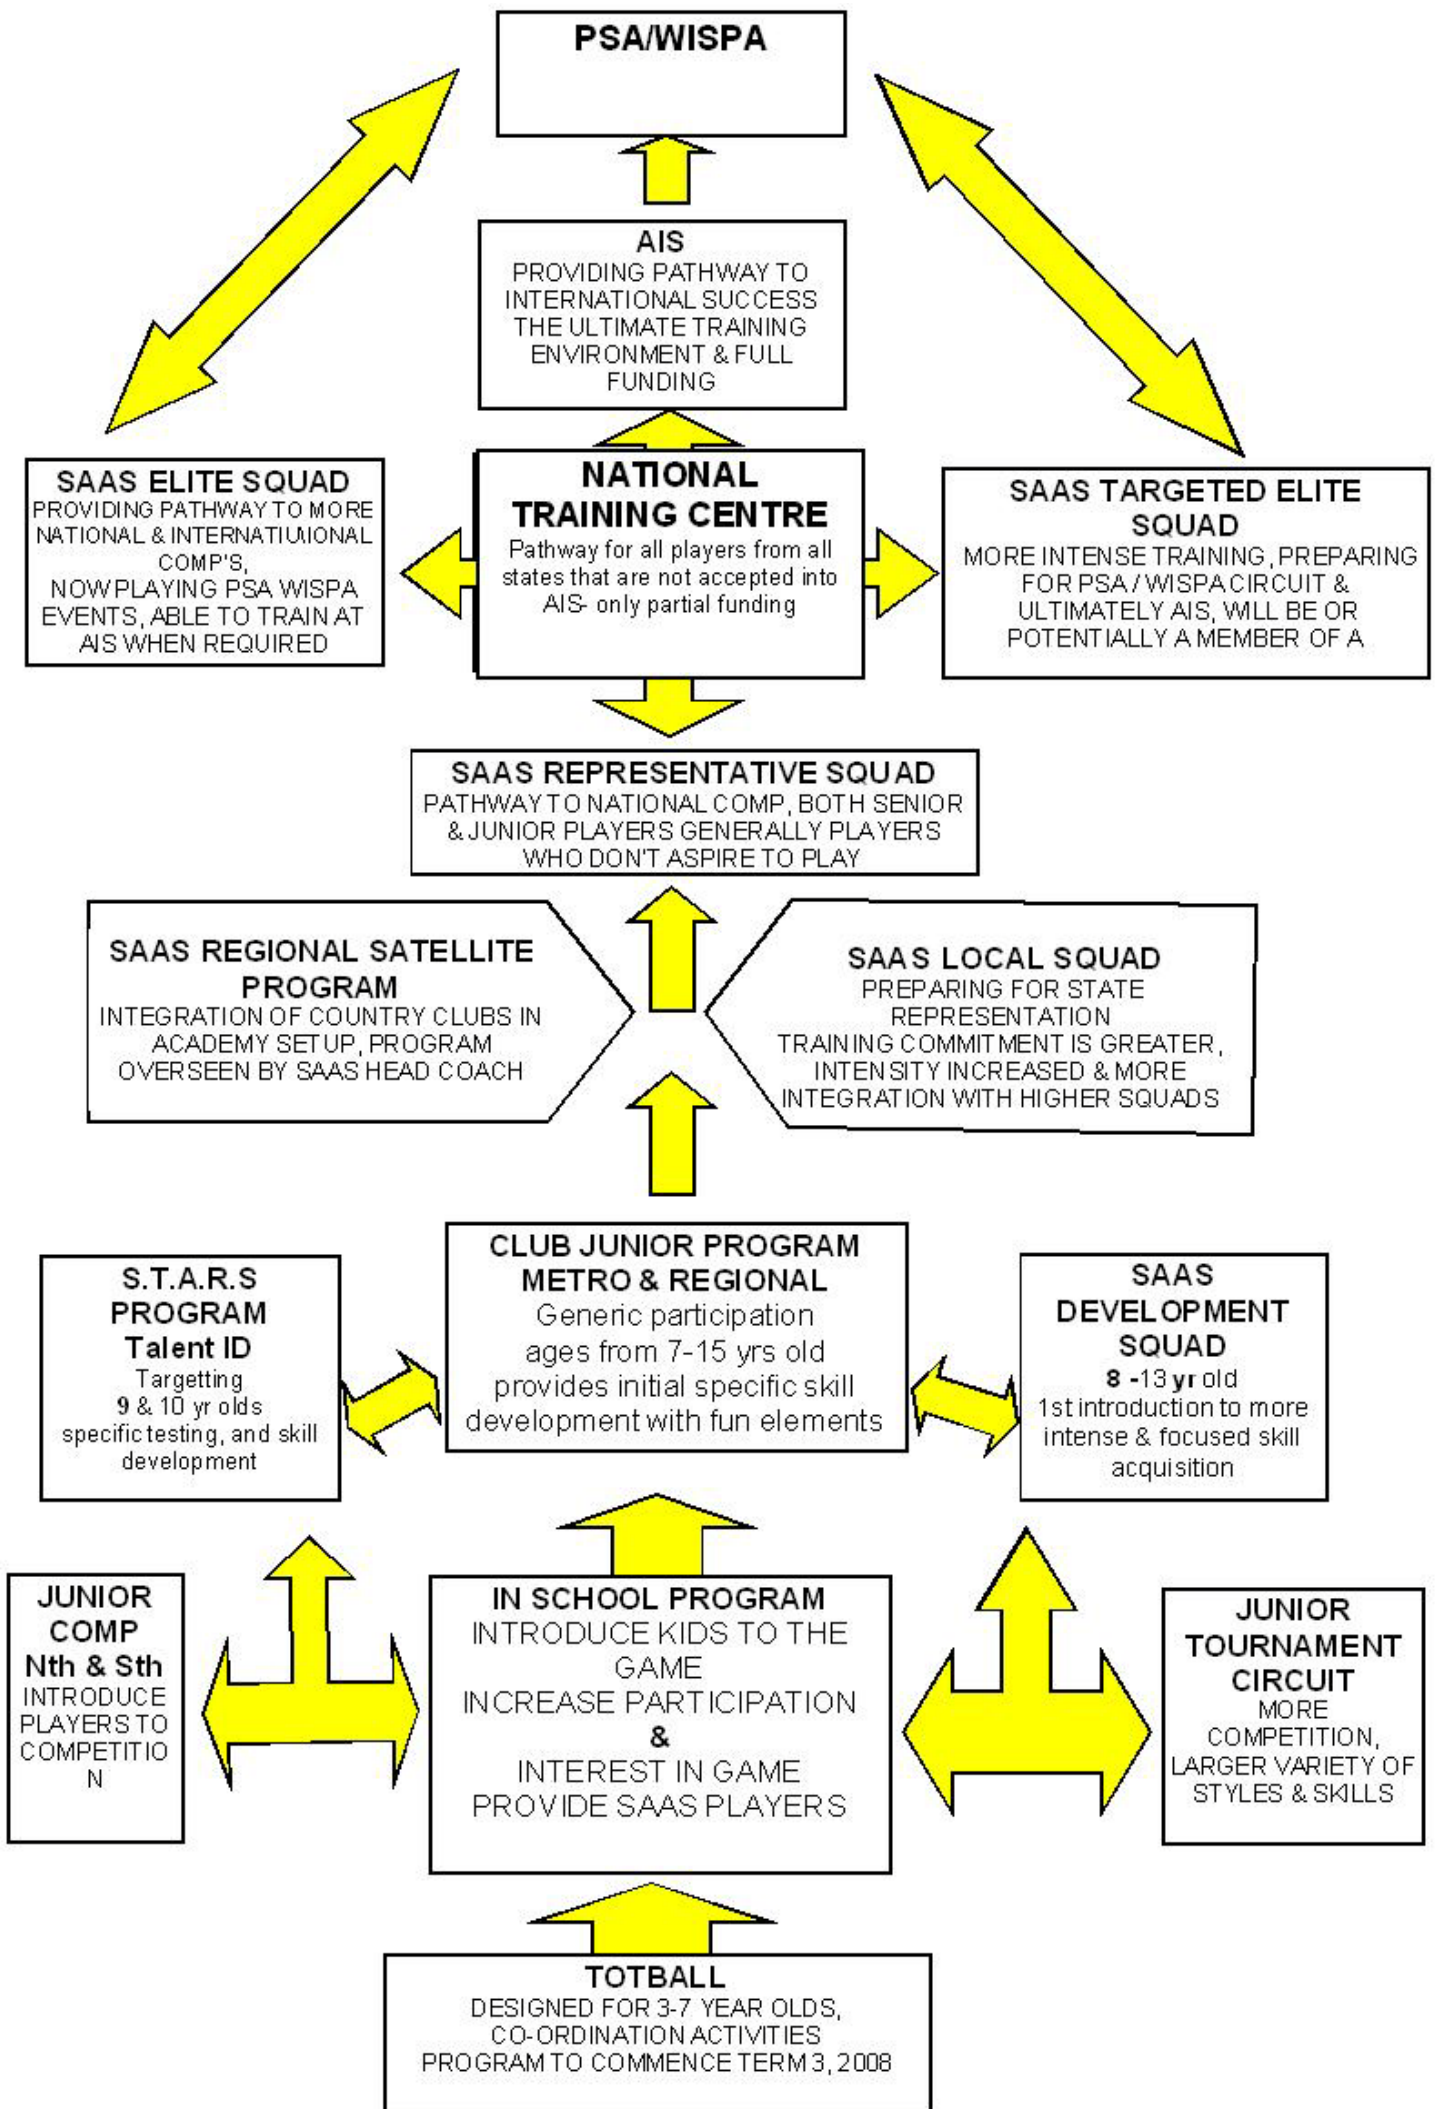 PSA/WISPA
AIS
PROVIDING PATHWAY TO
INTERNATIONAL SUCCESS
THE ULTIMATE TRAINING
ENVIRONMENT & FULL
FUNDING
SAAS ELITE SQUAD
PROVIDING PATHWAY TO MORE
NATIONAL & INTERNATIUIIONAL
COMP'S,
NOW PLAYING PSA WISPA
EVENTS, ABLE TO TRAIN AT
AIS WHEN REQUIRED
NATIONAL
TRAINING CENTRE
Pathway for all players from all
states that are not accepted into
AIS- only partial funding
SAAS TARGETED ELITE
SQUAD
MORE INTENSE TRAINING, PREPARING
FOR PSA / WISPA CIRCUIT &
ULTIMATELY AIS, WILL BE OR
POTENTIALLY A MEMBER OF A
SAAS REPRESENTATIVE SQUAD
PATHWAY TO NATIONAL COMP, BOTH SENIOR
& JUNIOR PLAYERS GENERALLY PLAYERS
WHO DON'T ASPIRE TO PLAY
SAAS REGIONAL SATELLITE
PROGRAM
INTEGRATION OF COUNTRY CLUBS IN
ACADEMY SETUP, PROGRAM
OVERSEEN BY SAAS HEAD COACH
SAAS LOCAL SQUAD
PREPARING FOR STATE
REPRESENTATION
TRAINING COMMITMENT IS GREATER,
INTENSITY INCREASED & MORE
INTEGRATION WITH HIGHER SQUADS
S.T.A.R.S
PROGRAM
Talent ID
Targetting
9 & 10 yr olds
specific testing, and skill
development
CLUB JUNIOR PROGRAM
METRO & REGIONAL
Generic participation
ages from 7-15 yrs old
provides initial specific skill
development with fun elements
SAAS
DEVELOPMENT
SQUAD
8 -13 yr old
1st introduction to more
intense & focused skill
acquisition
JUNIOR
COMP
Nth & Sth
INTRODUCE
PLAYERS TO
COMPETITIO
N
IN SCHOOL PROGRAM
INTRODUCE KIDS TO THE
GAME
INCREASE PARTICIPATION
&
INTEREST IN GAME
PROVIDE SAAS PLAYERS
JUNIOR
TOURNAMENT
CIRCUIT
MORE
COMPETITION,
LARGER VARIETY OF
STYLES & SKILLS
TOTBALL
DESIGNED FOR 3-7 YEAR OLDS,
CO-ORDINATION ACTIVITIES
PROGRAM TO COMMENCE TERM 3, 2008